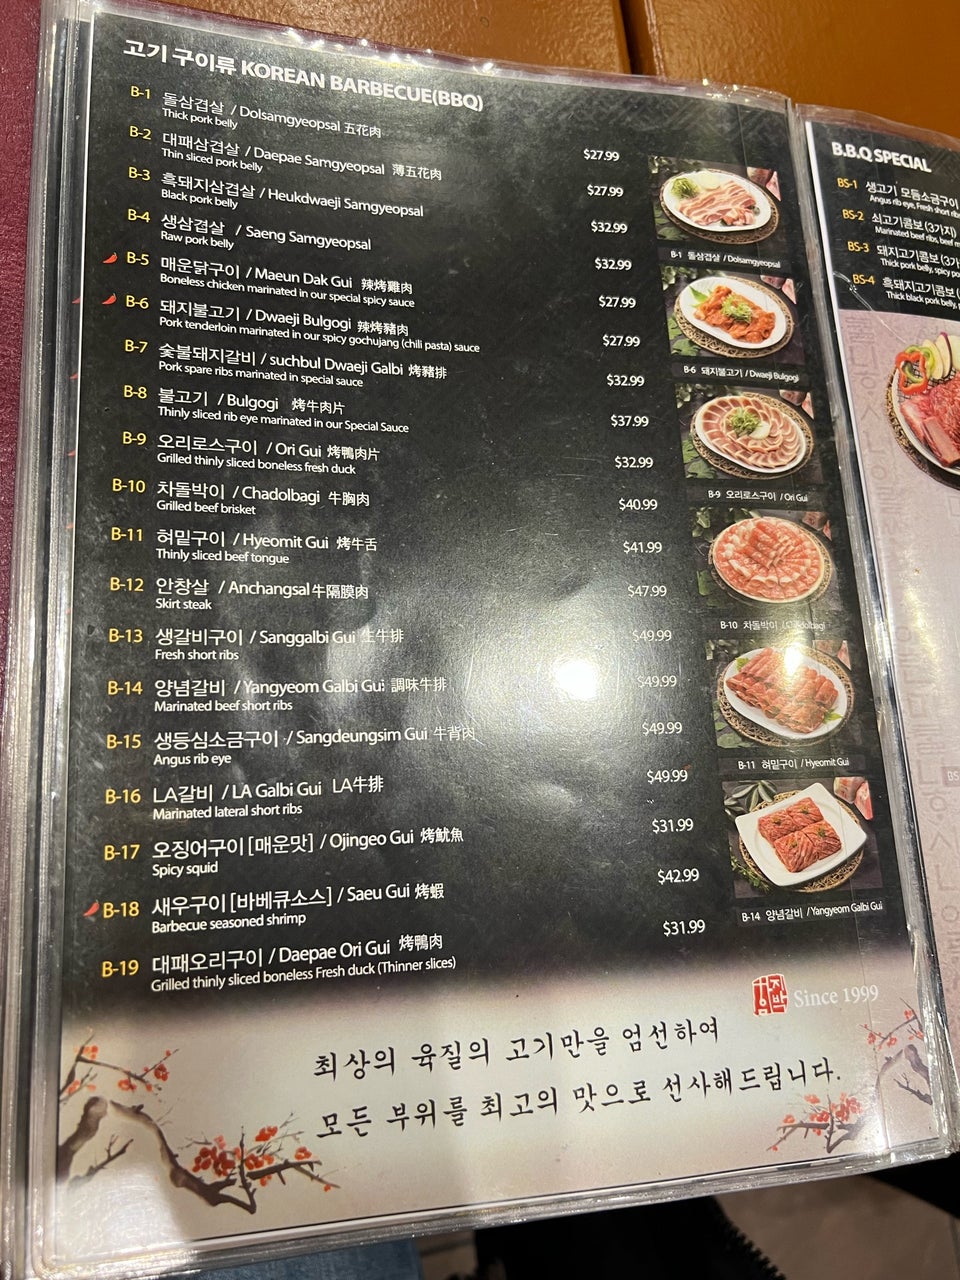 고기 구이류 KOREAN BARBECUE(BBQ)
B-1 돌삼겹살 / Dolsamgyeopsal 五花肉
Thick pork belly
$27.99
B-2 대패삼겹살 / Daepae Samgyeopsal 薄五花肉
Thin sliced pork belly
$27.99
B-3 흑돼지삼겹살 / Heukdwaeji Samgyeopsal
Black pork belly
$32.99
B-4 생삼겹살 / Saeng Samgyeopsal
Raw pork belly
$32.99
B-5 매운닭구이 / Maeun Dak Gui 辣烤雞肉
Boneless chicken marinated in our special spicy sauce
$27.99
B-6 돼지불고기 / Dwaeji Bulgogi 辣烤豬肉
Pork tenderloin marinated in our spicy gochujang (chili pasta) sauce
$27.99
B-7 숯불돼지갈비 / suchbul Dwaeji Galbi 烤豬排
Pork spare ribs marinated in special sauce
$32.99
B-8 불고기 / Bulgogi 烤牛肉片
Thinly sliced rib eye marinated in our Special Sauce
$37.99
B-9 오리로스구이 / Ori Gui 烤鴨肉片
Grilled thinly sliced boneless fresh duck
$32.99
B-10 차돌박이 / Chadolbagi 牛胸肉
Grilled beef brisket
$40.99
B-11 혀밑구이 / Hyeomit Gui 烤牛舌
Thinly sliced beef tongue
$41.99
B-12 안창살 / Anchangsal 牛隔膜肉
Skirt steak
$47.99
B-13 생갈비구이 / Sanggalbi Gui 生牛排
Fresh short ribs
$49.99
B-14 양념갈비 / Yangyeom Galbi Gui 調味牛排
Marinated beef short ribs
$49.99
B-15 생등심소금구이 / Sangdeungsim Gui 牛背肉
Angus rib eye
$49.99
B-16 LA갈비 / LA Galbi Gui LA牛排
Marinated lateral short ribs
$49.99
B-17 오징어구이 [매운맛] / Ojingeo Gui 烤魷魚
Spicy squid
$31.99
B-18 새우구이 [바베큐소스] / Saeu Gui 烤蝦
Barbecue seasoned shrimp
$42.99
B-19 대패오리구이 / Daepae Ori Gui 烤鴨肉
Grilled thinly sliced boneless Fresh duck (Thinner slices)
$31.99
B-1 돌삼겹살 / Dolsamgyeopsal
B-6 돼지불고기 / Dwaeji Bulgogi
B-9 오리로스구이 / Ori Gui
B-10 차돌박이 / Chadolbagi
B-11 혀밑구이 / Hyeomit Gui
B-14 양념갈비 / Yangyeom Galbi Gui
Since 1999
최상의 육질의 고기만을 엄선하여
모든 부위를 최고의 맛으로 선사해드립니다.
B.B.Q SPECIAL
BS-1 생고기 모듬소금구이
Angus rib eye, Fresh short
BS-2 쇠고기콤보 (3가지)
Marinated beef ribs, beef
BS-3 돼지고기콤보
Thick pork belly, spicy
BS-4 흑돼지고기콤보
Thick black pork belly,